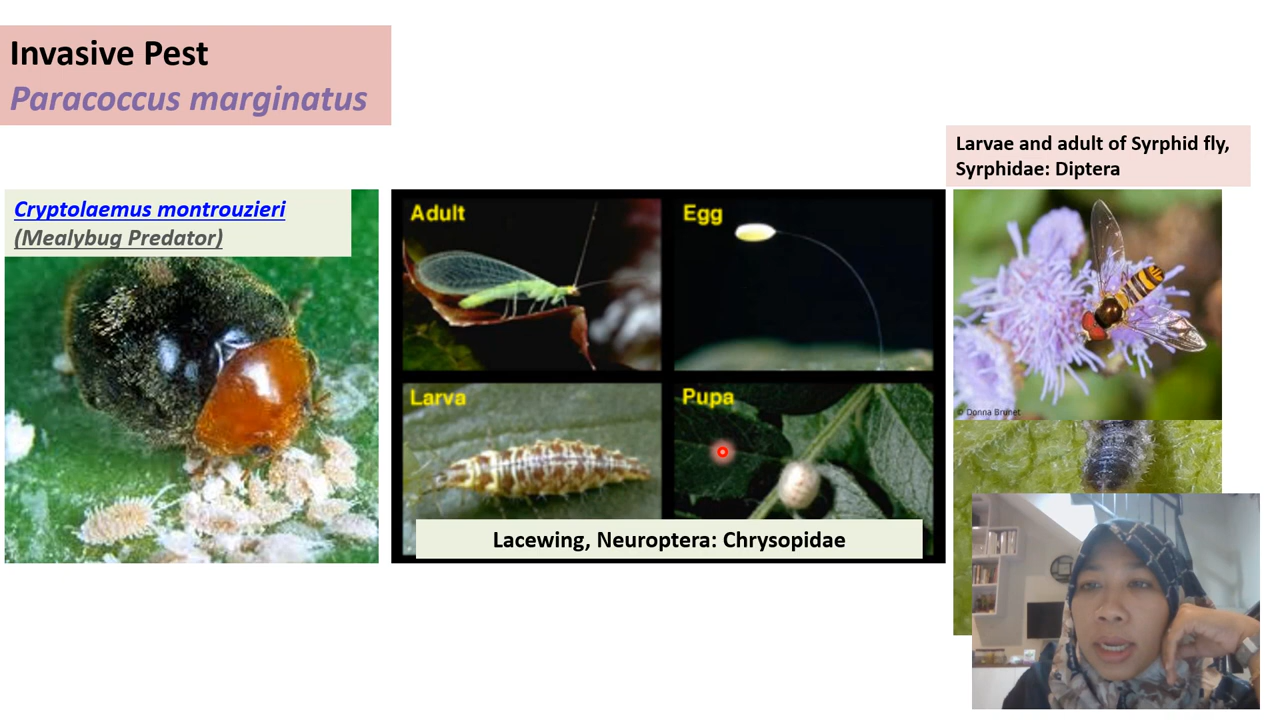 Invasive Pest
Paracoccus marginatus
Larvae and adult of Syrphid fly,
Syrphidae: Diptera
Cryptolaemus montrouzieri
(Mealybug Predator)
Adult
Egg
Larva
Pupa
Lacewing, Neuroptera: Chrysopidae
© Donna Brunet